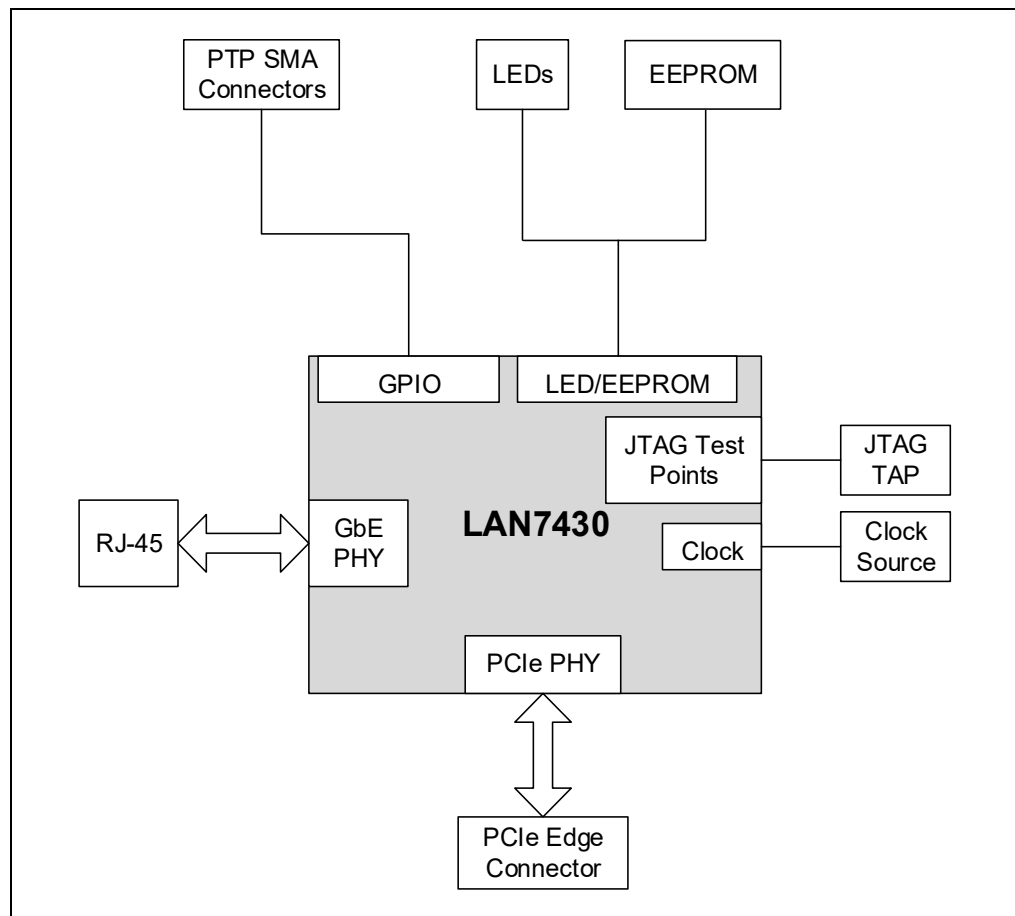 PTP SMA
Connectors
LEDs
EEPROM
GPIO
LED/EEPROM
JTAG Test
Points
JTAG
TAP
RJ-45
GbE
PHY
LAN7430
Clock
Clock
Source
PCIe PHY
PCIe Edge
Connector